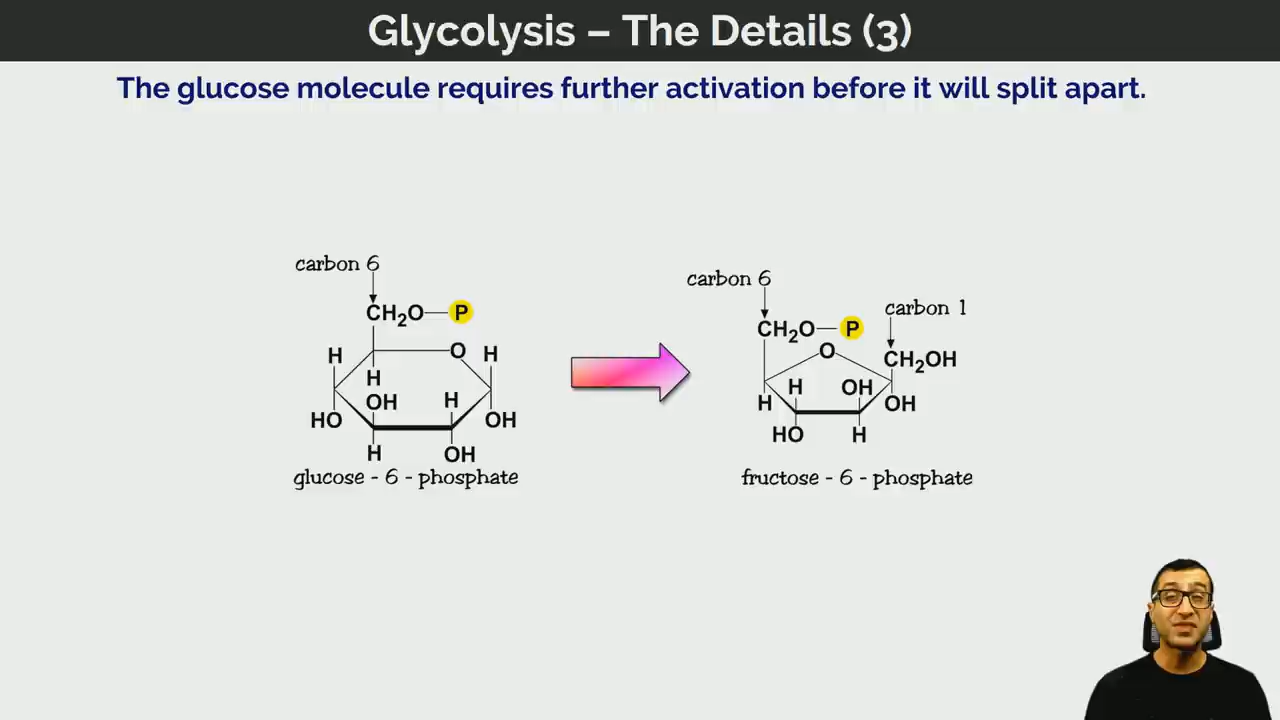 Glycolysis – The Details (3)
The glucose molecule requires further activation before it will split apart.
carbon 6
CH2O P
H
O
H
H
OH
H
HO
OH
H
OH
glucose - 6 - phosphate
carbon 6
carbon 1
CH2O P
O
CH2OH
H
OH
H
OH
HO
H
fructose - 6 - phosphate